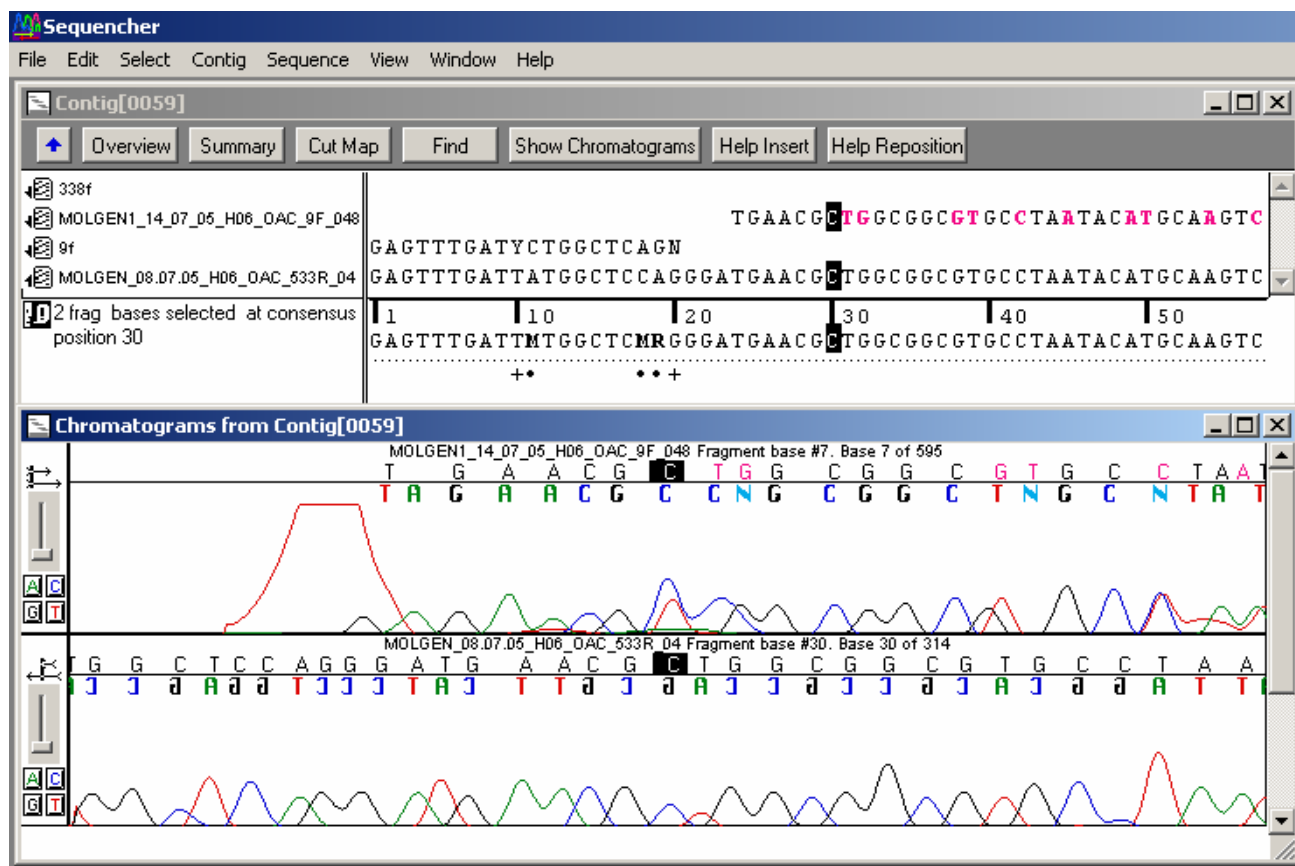 Sequencher
File Edit Select Contig Sequence View Window Help
Contig[0059]
Overview Summary Cut Map Find Show Chromatograms Help Insert Help Reposition
338f
MOLGEN1_14_07_05_H06_OAC_9F_048 TGAACGCTGGCGGCGTGCCTAATACATGCAAGTC
9f GAGTTTGATYCTGGCTCAGN
MOLGEN_08.07.05_H06_OAC_533R_04 GAGTTTGATTATGGCTCCAGGGATGAACGCTGGCGGCGTGCCTAATACATGCAAGTC
2 frag bases selected at consensus position 30
1 10 20 30 40 50
GAGTTTGATTMTGGCTCMRGGGATGAACGCTGGCGGCGTGCCTAATACATGCAAGTC
+• ••+
Chromatograms from Contig[0059]
MOLGEN1_14_07_05_H06_OAC_9F_048 Fragment base #7. Base 7 of 595
T G A A C G C T G G C G G C G T G C C T A A T
T A G A A C G C C N G C G G C T N G C N T A T
A C
G T
MOLGEN_08.07.05_H06_OAC_533R_04 Fragment base #30. Base 30 of 314
T G G C T C C A G G G A T G A A C G C T G G C G G C G T G C C T A A
A C
G T